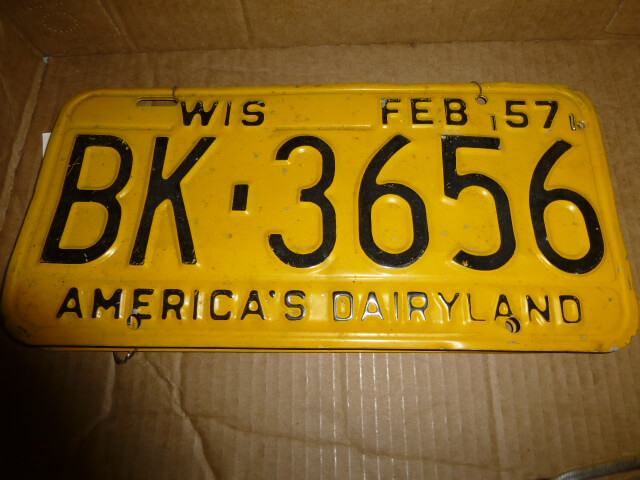 WIS FEB 57
BK-3656
AMERICA'S DAIRYLAND